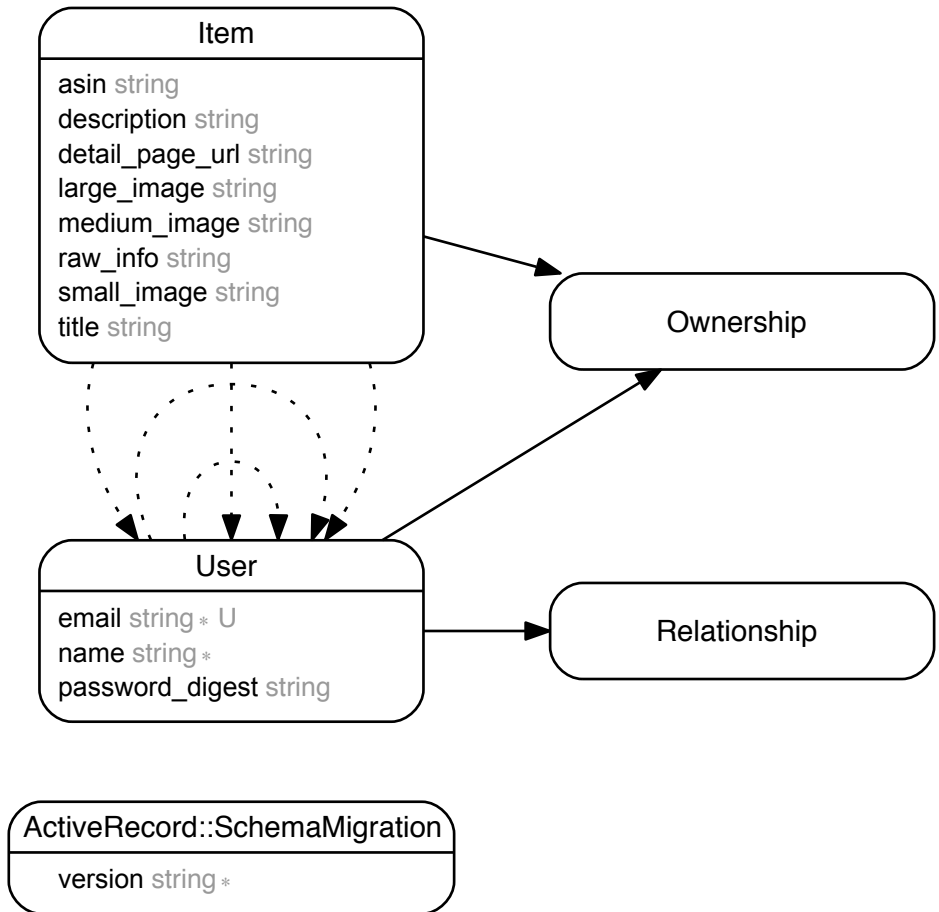 Item
asin string
description string
detail_page_url string
large_image string
medium_image string
raw_info string
small_image string
title string
Ownership
User
email string * U
name string *
password_digest string
Relationship
ActiveRecord::SchemaMigration
version string *